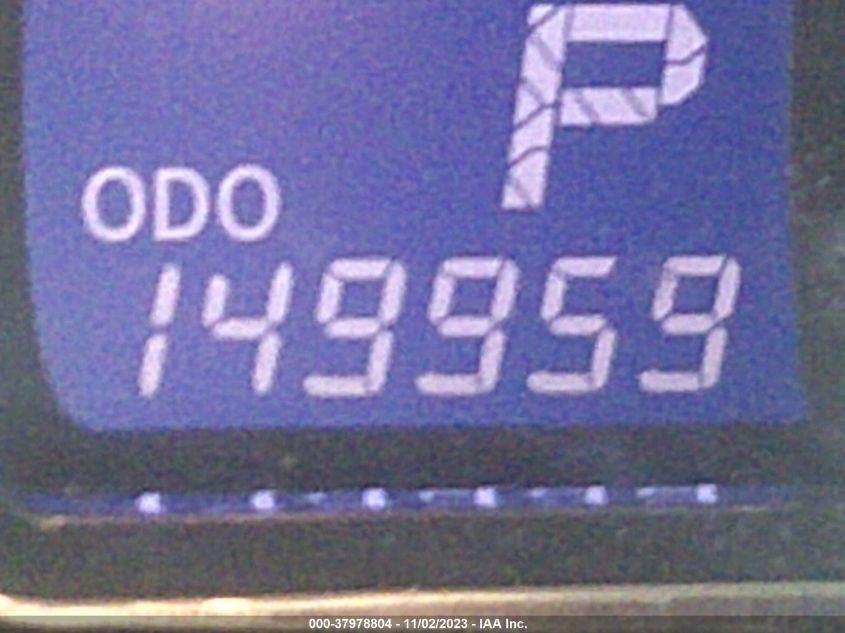 P
ODO
149959
000-37978804 - 11/02/2023 - IAA Inc.